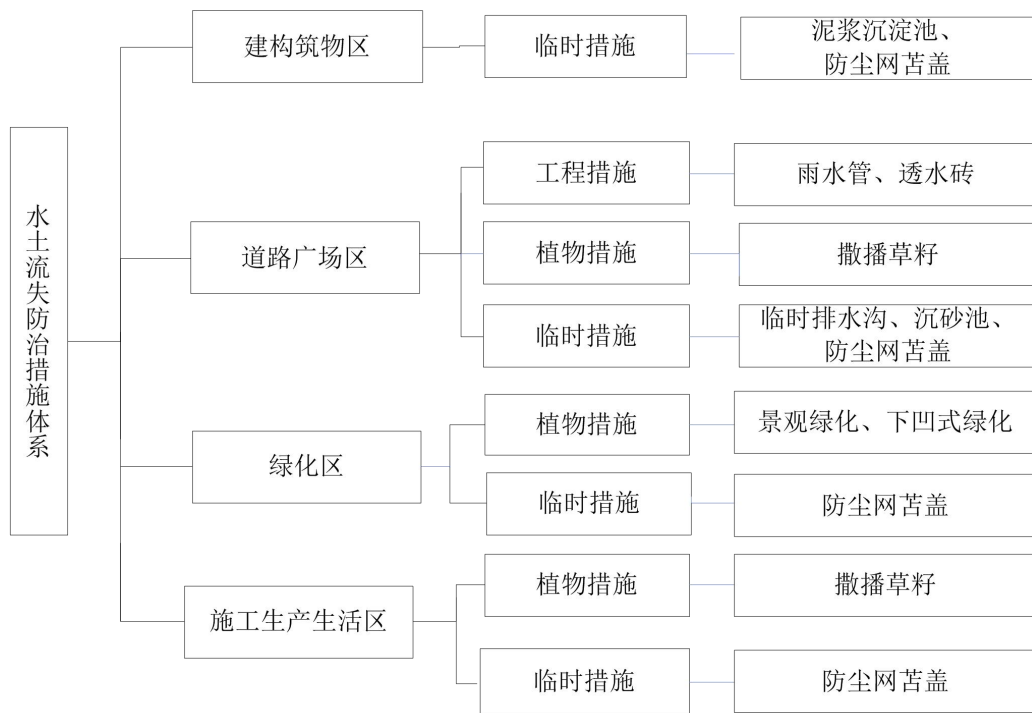 水土流失防治措施体系
建构筑物区
临时措施
泥浆沉淀池、
防尘网苫盖
道路广场区
工程措施
雨水管、透水砖
植物措施
撒播草籽
临时措施
临时排水沟、沉砂池、
防尘网苫盖
绿化区
植物措施
景观绿化、下凹式绿化
临时措施
防尘网苫盖
施工生产生活区
植物措施
撒播草籽
临时措施
防尘网苫盖